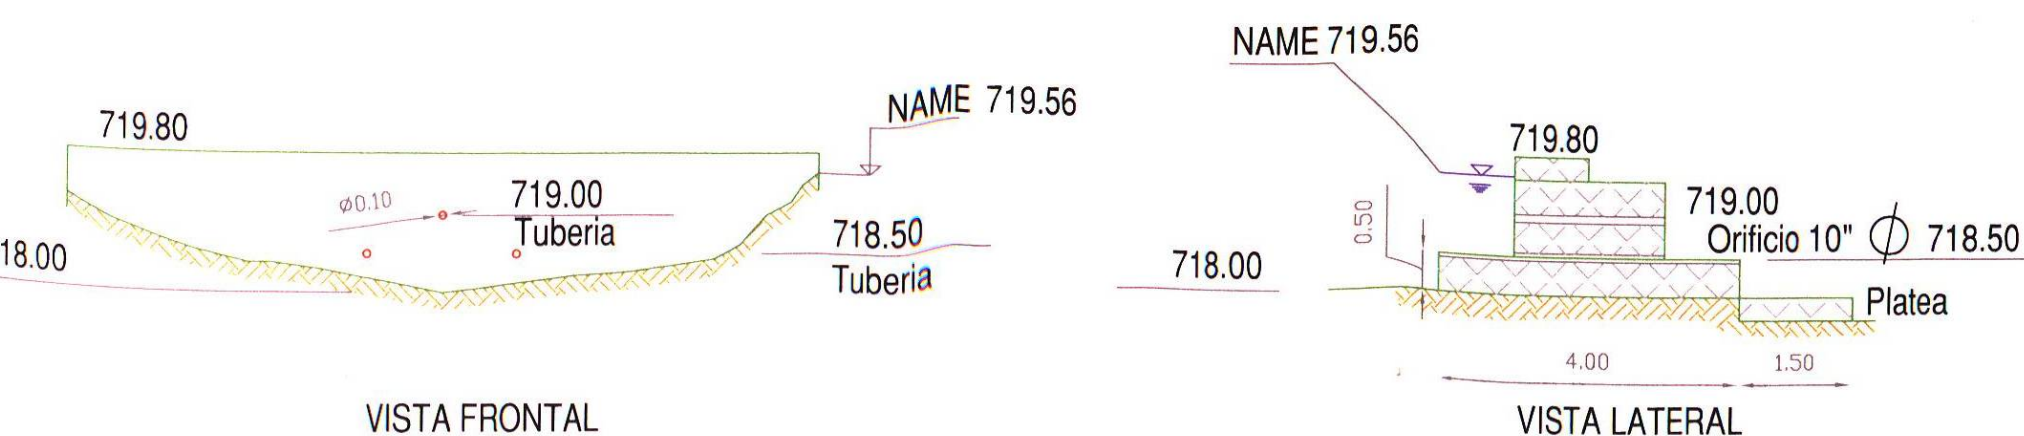 719.80
NAME 719.56
ø0.10
719.00
Tuberia
718.50
Tuberia
18.00
VISTA FRONTAL
NAME 719.56
719.80
0.50
719.00
Orificio 10" Ø 718.50
718.00
Platea
4.00
1.50
VISTA LATERAL